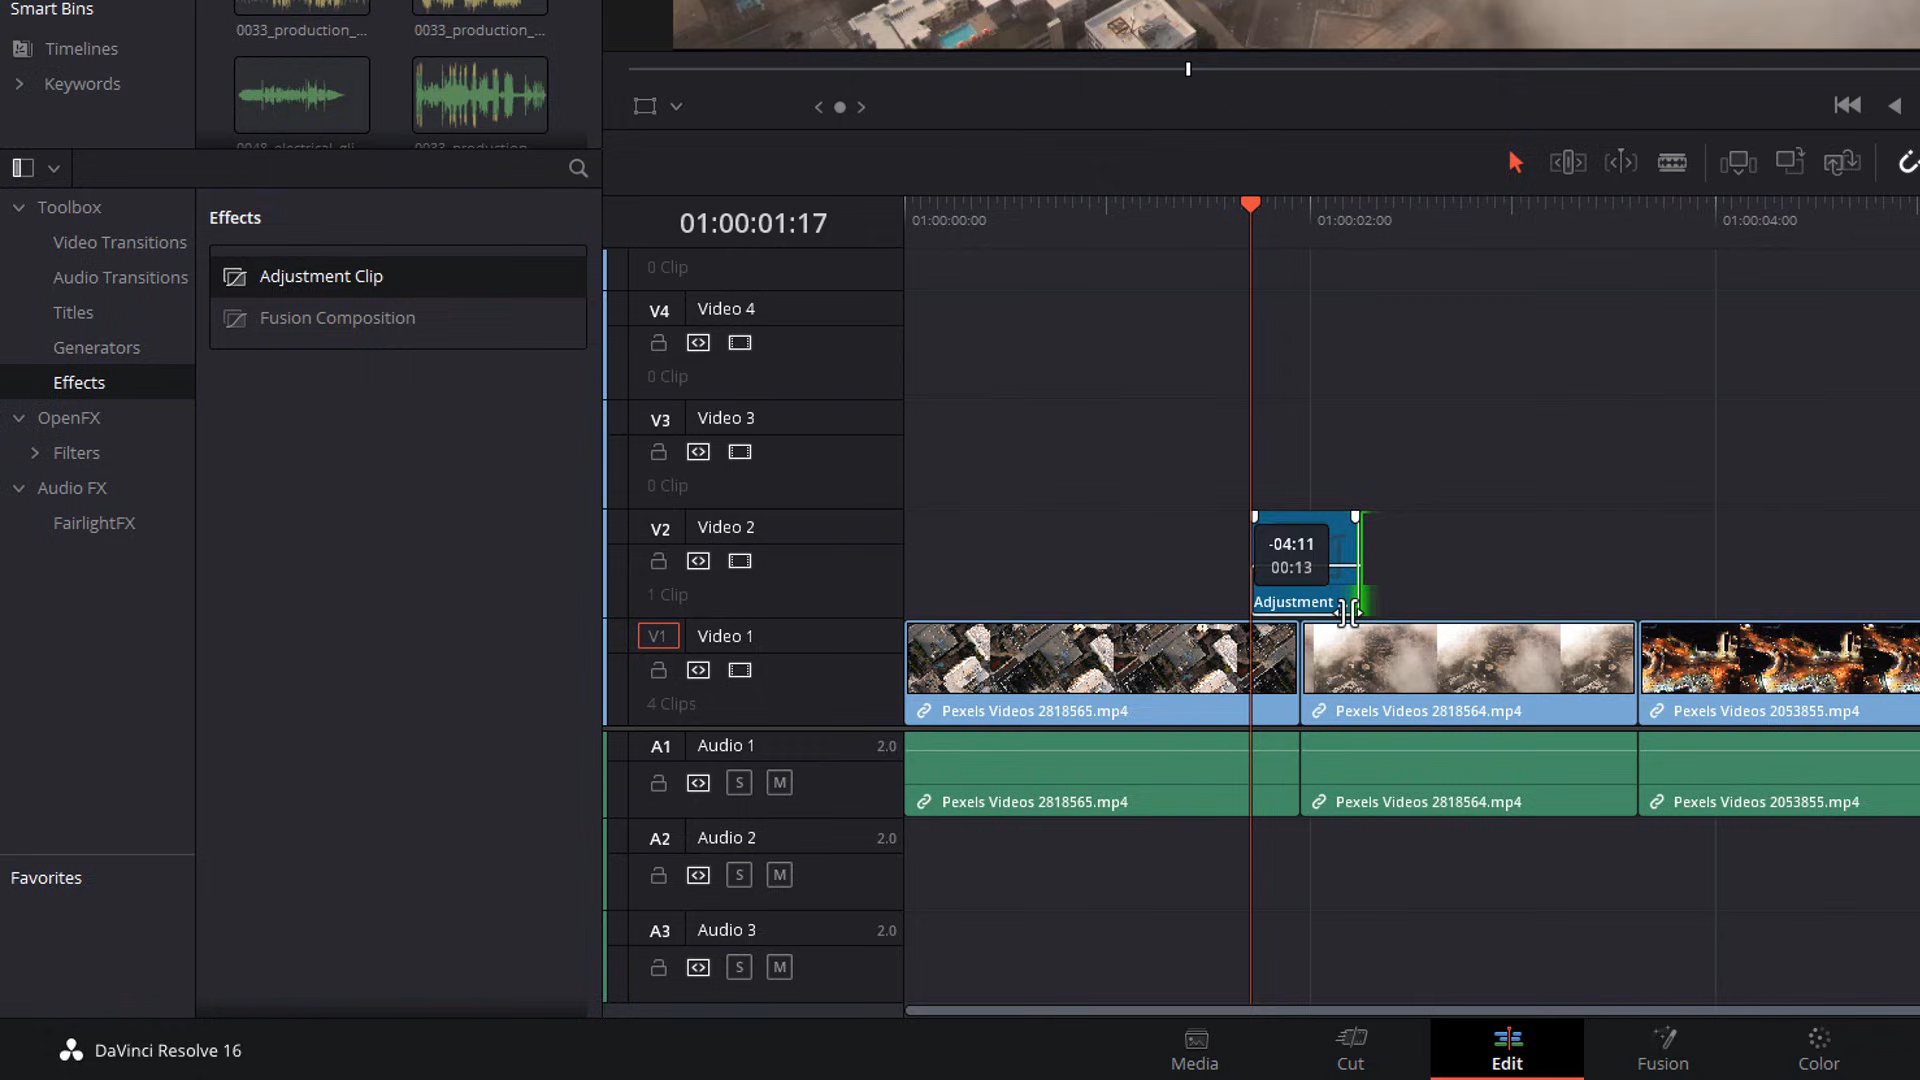 Smart Bins
0033_production_...
0033_production_...
Timelines
Keywords
0048_electrical_gli...
0033_production_...
Toolbox
Video Transitions
Audio Transitions
Titles
Generators
Effects
OpenFX
Filters
Audio FX
FairlightFX
Favorites
Effects
Adjustment Clip
Fusion Composition
01:00:01:17
01:00:00:00
01:00:02:00
01:00:04:00
0 Clip
V4 Video 4
0 Clip
V3 Video 3
0 Clip
V2 Video 2
1 Clip
-04:11
00:13
Adjustment
V1 Video 1
4 Clips
Pexels Videos 2818565.mp4
Pexels Videos 2818564.mp4
Pexels Videos 2053855.mp4
A1 Audio 1 2.0
S M
Pexels Videos 2818565.mp4
Pexels Videos 2818564.mp4
Pexels Videos 2053855.mp4
A2 Audio 2 2.0
S M
A3 Audio 3 2.0
S M
DaVinci Resolve 16
Media
Cut
Edit
Fusion
Color